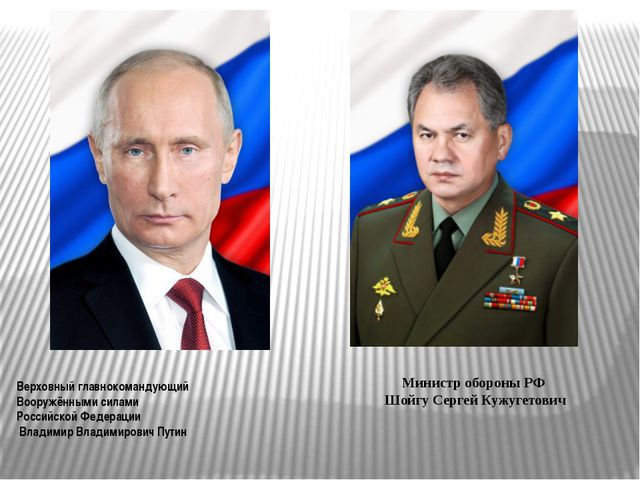 Верховный главнокомандующий
Вооружёнными силами
Российской Федерации
Владимир Владимирович Путин
Министр обороны РФ
Шойгу Сергей Кужугетович